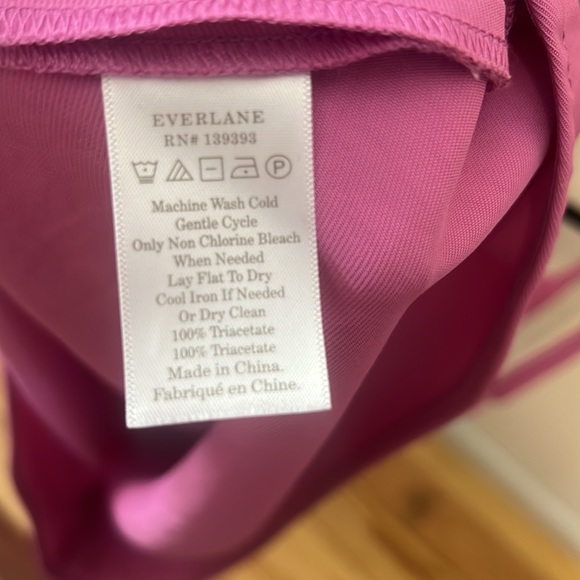 EVERLANE
RN# 139393
P
Machine Wash Cold
Gentle Cycle
Only Non Chlorine Bleach
When Needed
Lay Flat To Dry
Cool Iron If Needed
Or Dry Clean
100% Triacetate
100% Triacetate
Made in China.
Fabriqué en Chine.